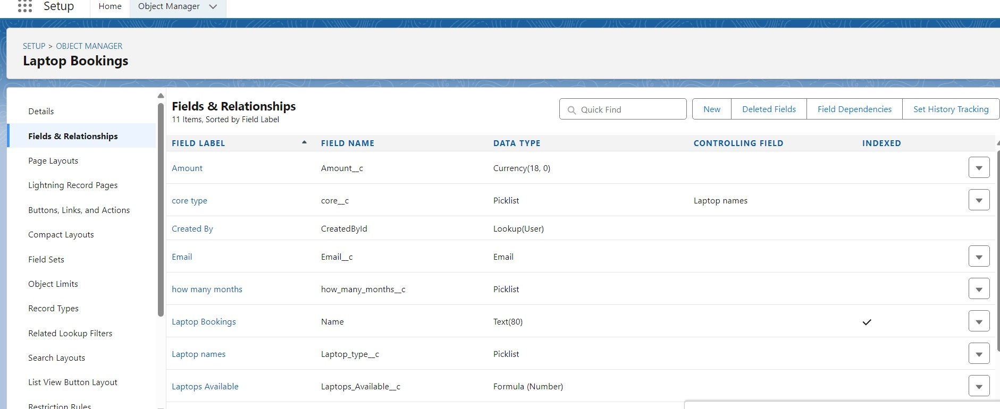 Setup Home Object Manager
SETUP > OBJECT MANAGER
Laptop Bookings
Details
Fields & Relationships
Page Layouts
Lightning Record Pages
Buttons, Links, and Actions
Compact Layouts
Field Sets
Object Limits
Record Types
Related Lookup Filters
Search Layouts
List View Button Layout
Restriction Rules
Fields & Relationships
11 Items, Sorted by Field Label
Quick Find New Deleted Fields Field Dependencies Set History Tracking
FIELD LABEL FIELD NAME DATA TYPE CONTROLLING FIELD INDEXED
Amount Amount__c Currency(18, 0)
core type core__c Picklist Laptop names
Created By CreatedById Lookup(User)
Email Email__c Email
how many months how_many_months__c Picklist
Laptop Bookings Name Text(80)
Laptop names Laptop_type__c Picklist
Laptops Available Laptops_Available__c Formula (Number)